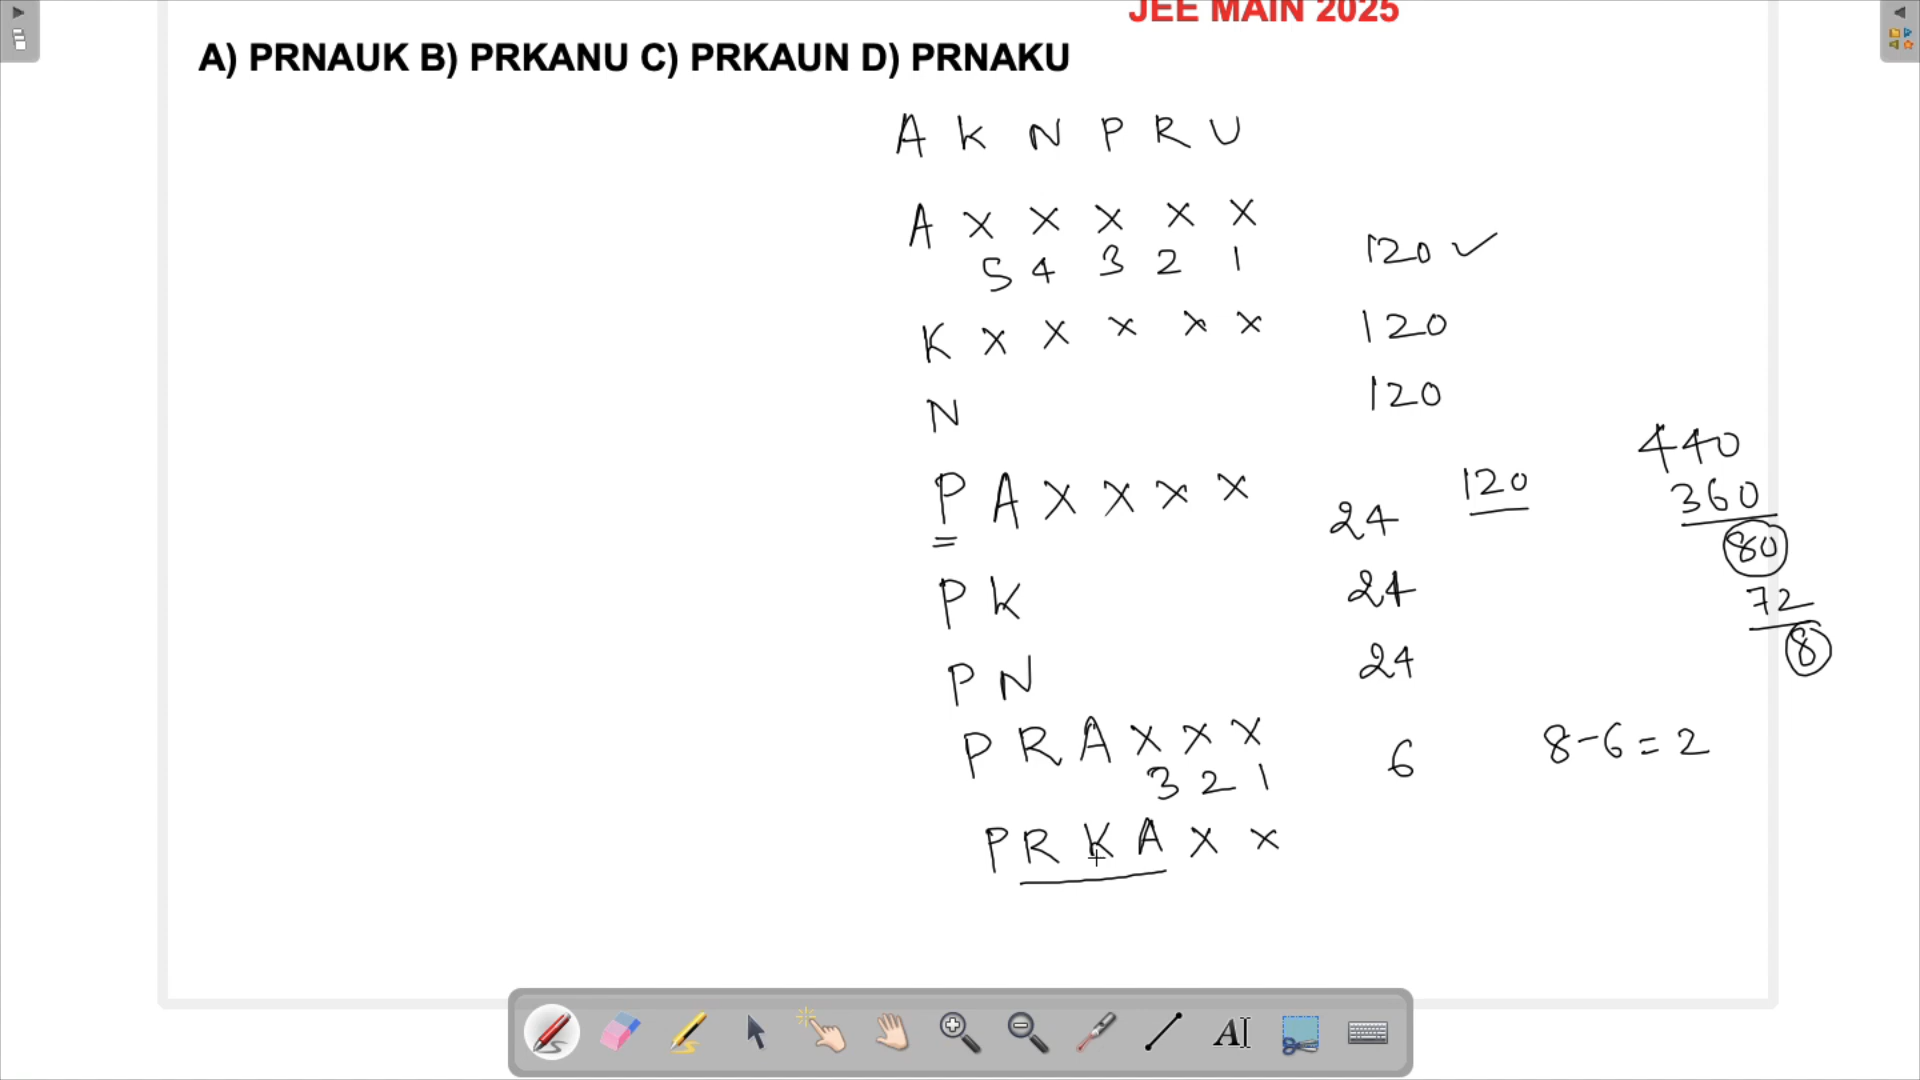 JEE MAIN 2025
A) PRNAUK B) PRKANU C) PRKAUN D) PRNAKU
A K N P R U
A x x x x x 120 ✓
5 4 3 2 1
K x x x x x 120
N 120
440
360
80
72
8
P A x x x x 24 120
P K 24
P N 24
P R A x x x 6 8-6=2
3 2 1
P R K A x x
AI